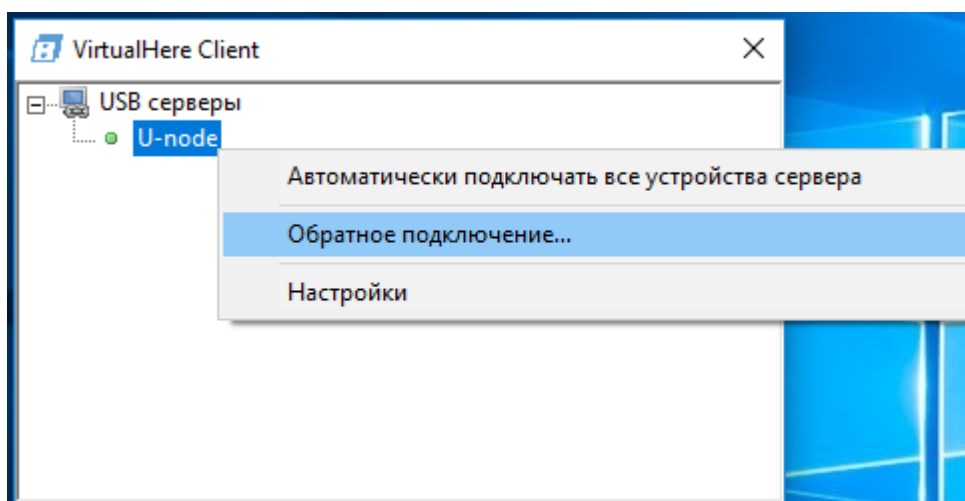 VirtualHere Client
USB серверы
U-node
Автоматически подключать все устройства сервера
Обратное подключение...
Настройки